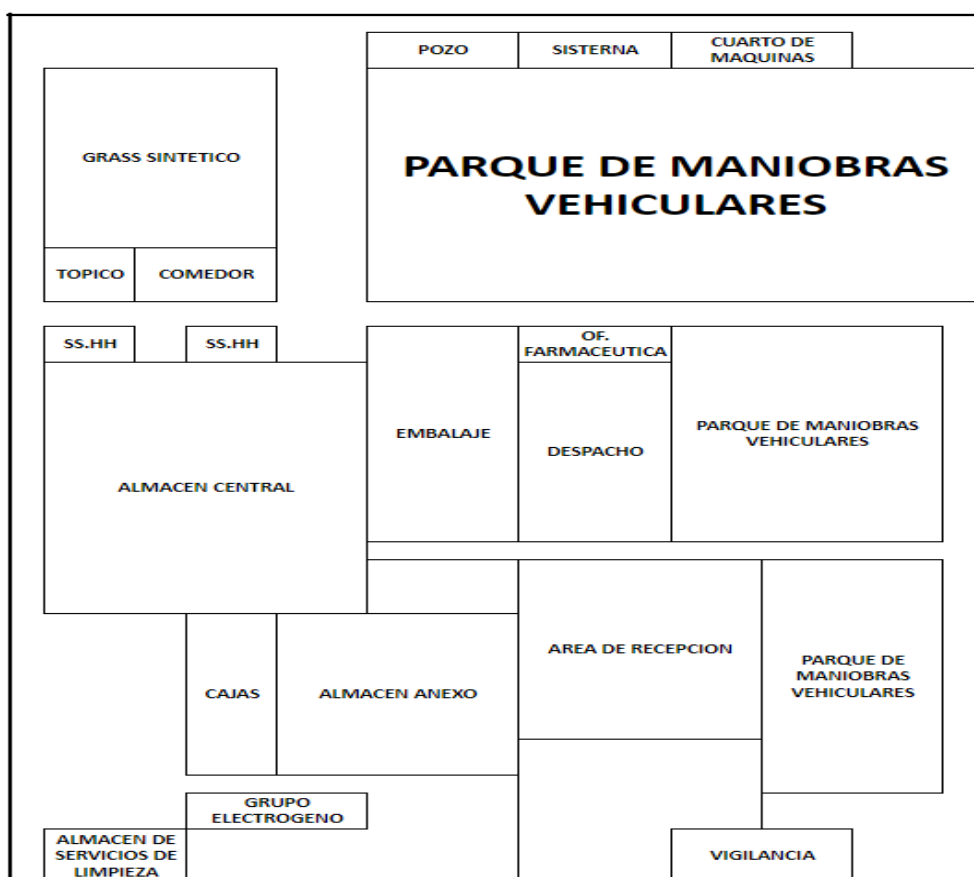 POZO
SISTERNA
CUARTO DE
MAQUINAS
GRASS SINTETICO
PARQUE DE MANIOBRAS
VEHICULARES
TOPICO
COMEDOR
SS.HH
SS.HH
OF.
FARMACEUTICA
EMBALAJE
DESPACHO
PARQUE DE MANIOBRAS
VEHICULARES
ALMACEN CENTRAL
AREA DE RECEPCION
CAJAS
ALMACEN ANEXO
PARQUE DE
MANIOBRAS
VEHICULARES
GRUPO
ELECTROGENO
ALMACEN DE
SERVICIOS DE
LIMPIEZA
VIGILANCIA